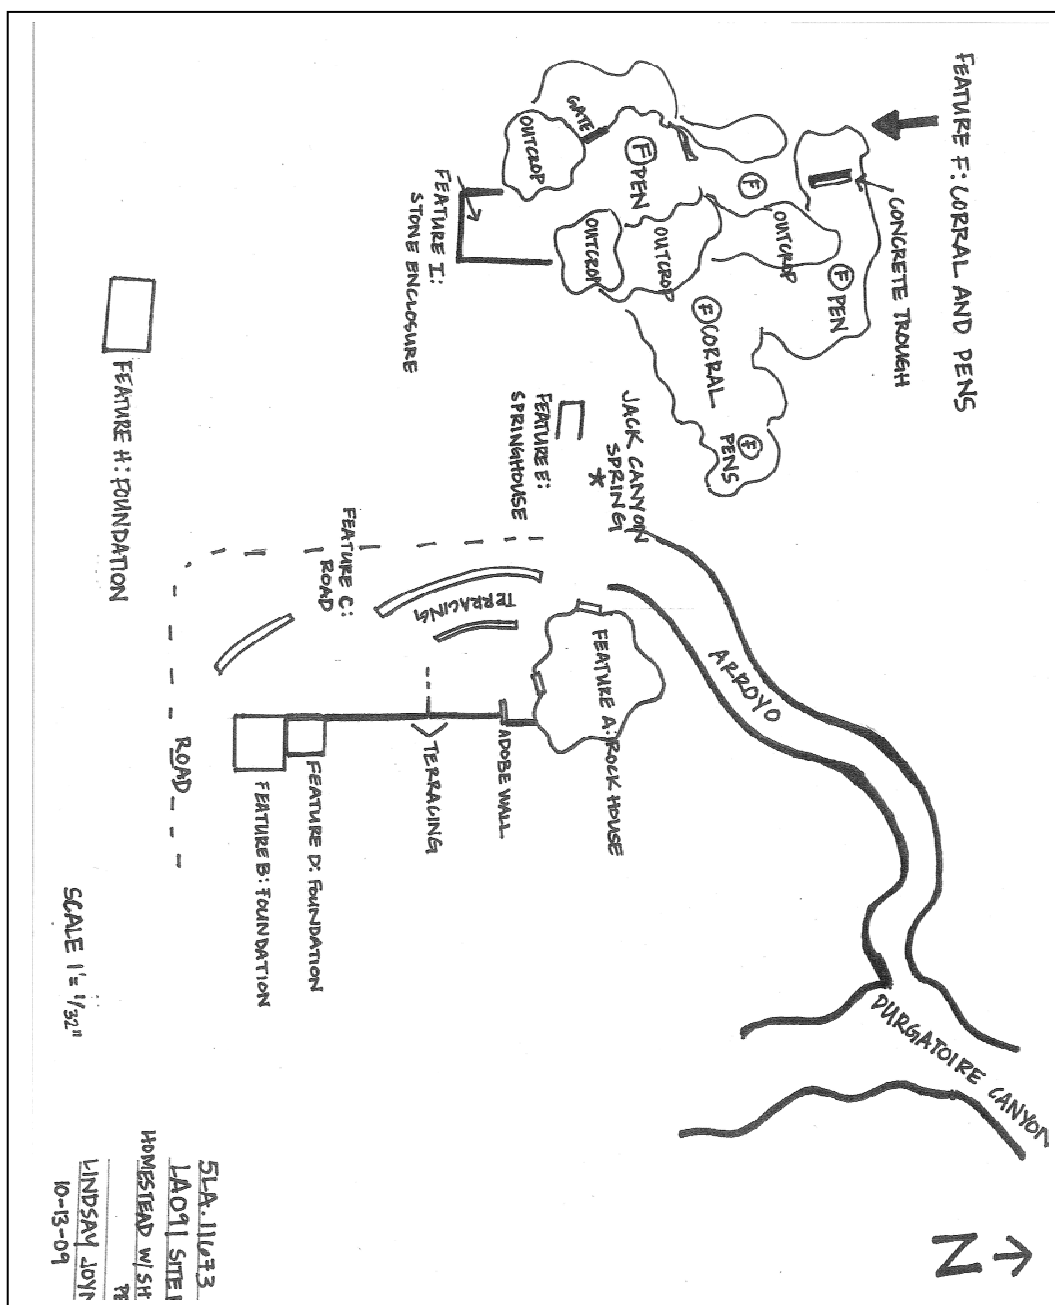 FEATURE F: CORRAL AND PENS
N
CONCRETE TROUGH
F PEN
OUTCROP
F
F PEN
GATE
OUTCROP
OUTCROP
OUTCROP
F CORRAL
F
PENS
PURGATOIRE CANYON
ARROYO
JACK CANYON
SPRING
FEATURE E:
SPRINGHOUSE
FEATURE I:
STONE ENCLOSURE
FEATURE A: ROCK HOUSE
ADOBE WALL
TERRACING
TERRACING
FEATURE C:
ROAD
FEATURE D: FOUNDATION
FEATURE B: FOUNDATION
ROAD
FEATURE H: FOUNDATION
SCALE 1'= 1/32"
5LA.11673
LA091 SITE
HOMESTEAD W/ SH
LINDSAY JOYN
10-13-09